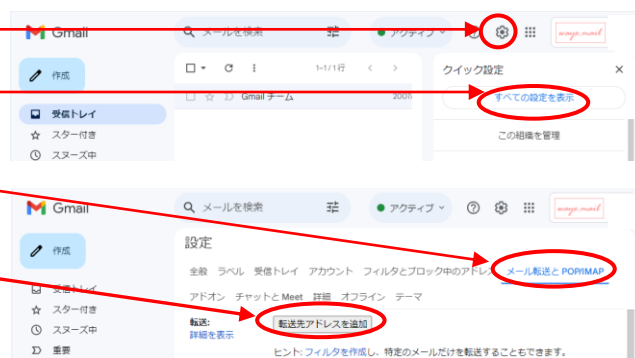 Gmail
メールを検索
アクティブ
waye.mail
作成
1-1/1行
クイック設定
Gmail チーム
すべての設定を表示
受信トレイ
スター付き
この組織を管理
スヌーズ中
Gmail
メールを検索
アクティブ
waye.mail
作成
設定
全般 ラベル 受信トレイ アカウント フィルタとブロック中のアドレス メール転送と POP/IMAP
アドオン チャットと Meet 詳細 オフライン テーマ
受信トレイ
スター付き
転送:
転送先アドレスを追加
詳細を表示
スヌーズ中
重要
ヒント: フィルタを作成し、特定のメールだけを転送することもできます。